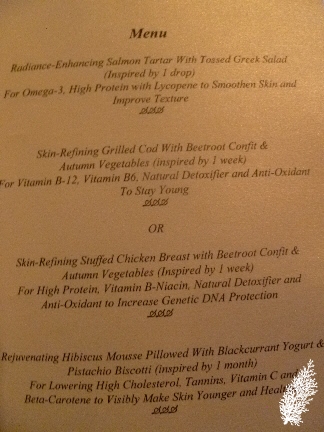 Menu
Radiance-Enhancing Salmon Tartar With Tossed Greek Salad
(Inspired by 1 drop)
For Omega-3, High Protein with Lycopene to Smoothen Skin and
Improve Texture
Skin-Refining Grilled Cod With Beetroot Confit &
Autumn Vegetables (inspired by 1 week)
For Vitamin B-12, Vitamin B6, Natural Detoxifier and Anti-Oxidant
To Stay Young
OR
Skin-Refining Stuffed Chicken Breast with Beetroot Confit &
Autumn Vegetables (Inspired by 1 week)
For High Protein, Vitamin B-Niacin, Natural Detoxifier and
Anti-Oxidant to Increase Genetic DNA Protection
Rejuvenating Hibiscus Mousse Pillowed With Blackcurrant Yogurt &
Pistachio Biscotti (inspired by 1 month)
For Lowering High Cholesterol, Tannins, Vitamin C and
Beta-Carotene to Visibly Make Skin Younger and